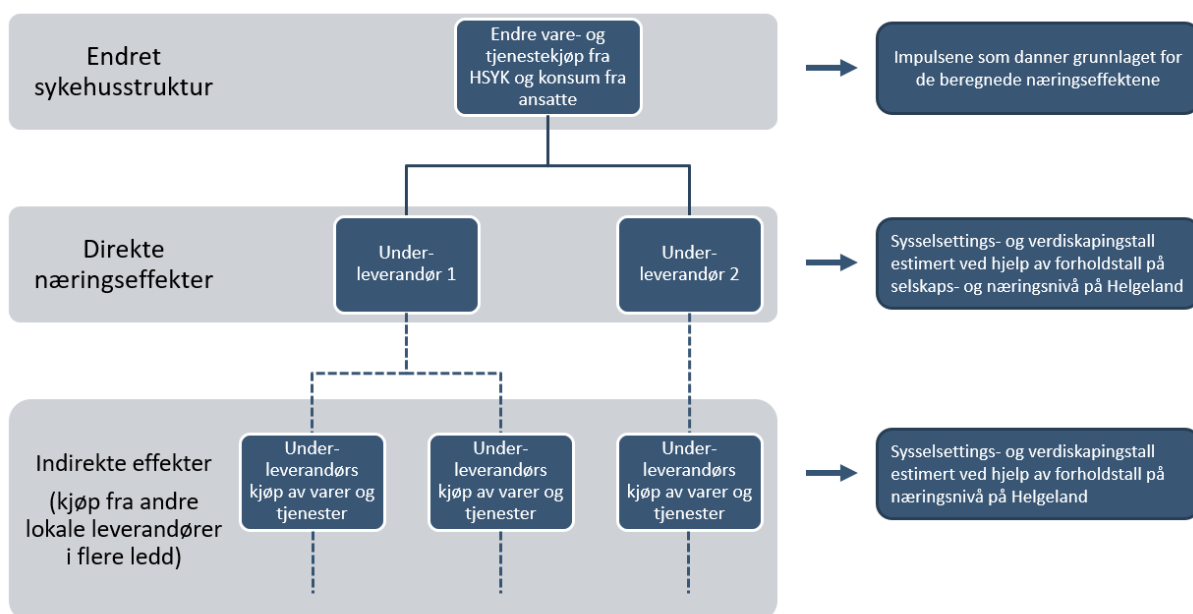 Endret
sykehusstruktur
Endre vare- og
tjenestekjøp fra
HSYK og konsum fra
ansatte
Impulsene som danner grunnlaget for
de beregnede næringseffektene
Direkte
næringseffekter
Under-
leverandør 1
Under-
leverandør 2
Sysselsettings- og verdiskapingstall
estimert ved hjelp av forholdstall på
selskaps- og næringsnivå på Helgeland
Indirekte effekter
(kjøp fra andre
lokale leverandører
i flere ledd)
Under-
leverandørs
kjøp av varer og
tjenester
Under-
leverandørs
kjøp av varer og
tjenester
Under-
leverandørs
kjøp av varer og
tjenester
Sysselsettings- og verdiskapingstall
estimert ved hjelp av forholdstall på
næringsnivå på Helgeland